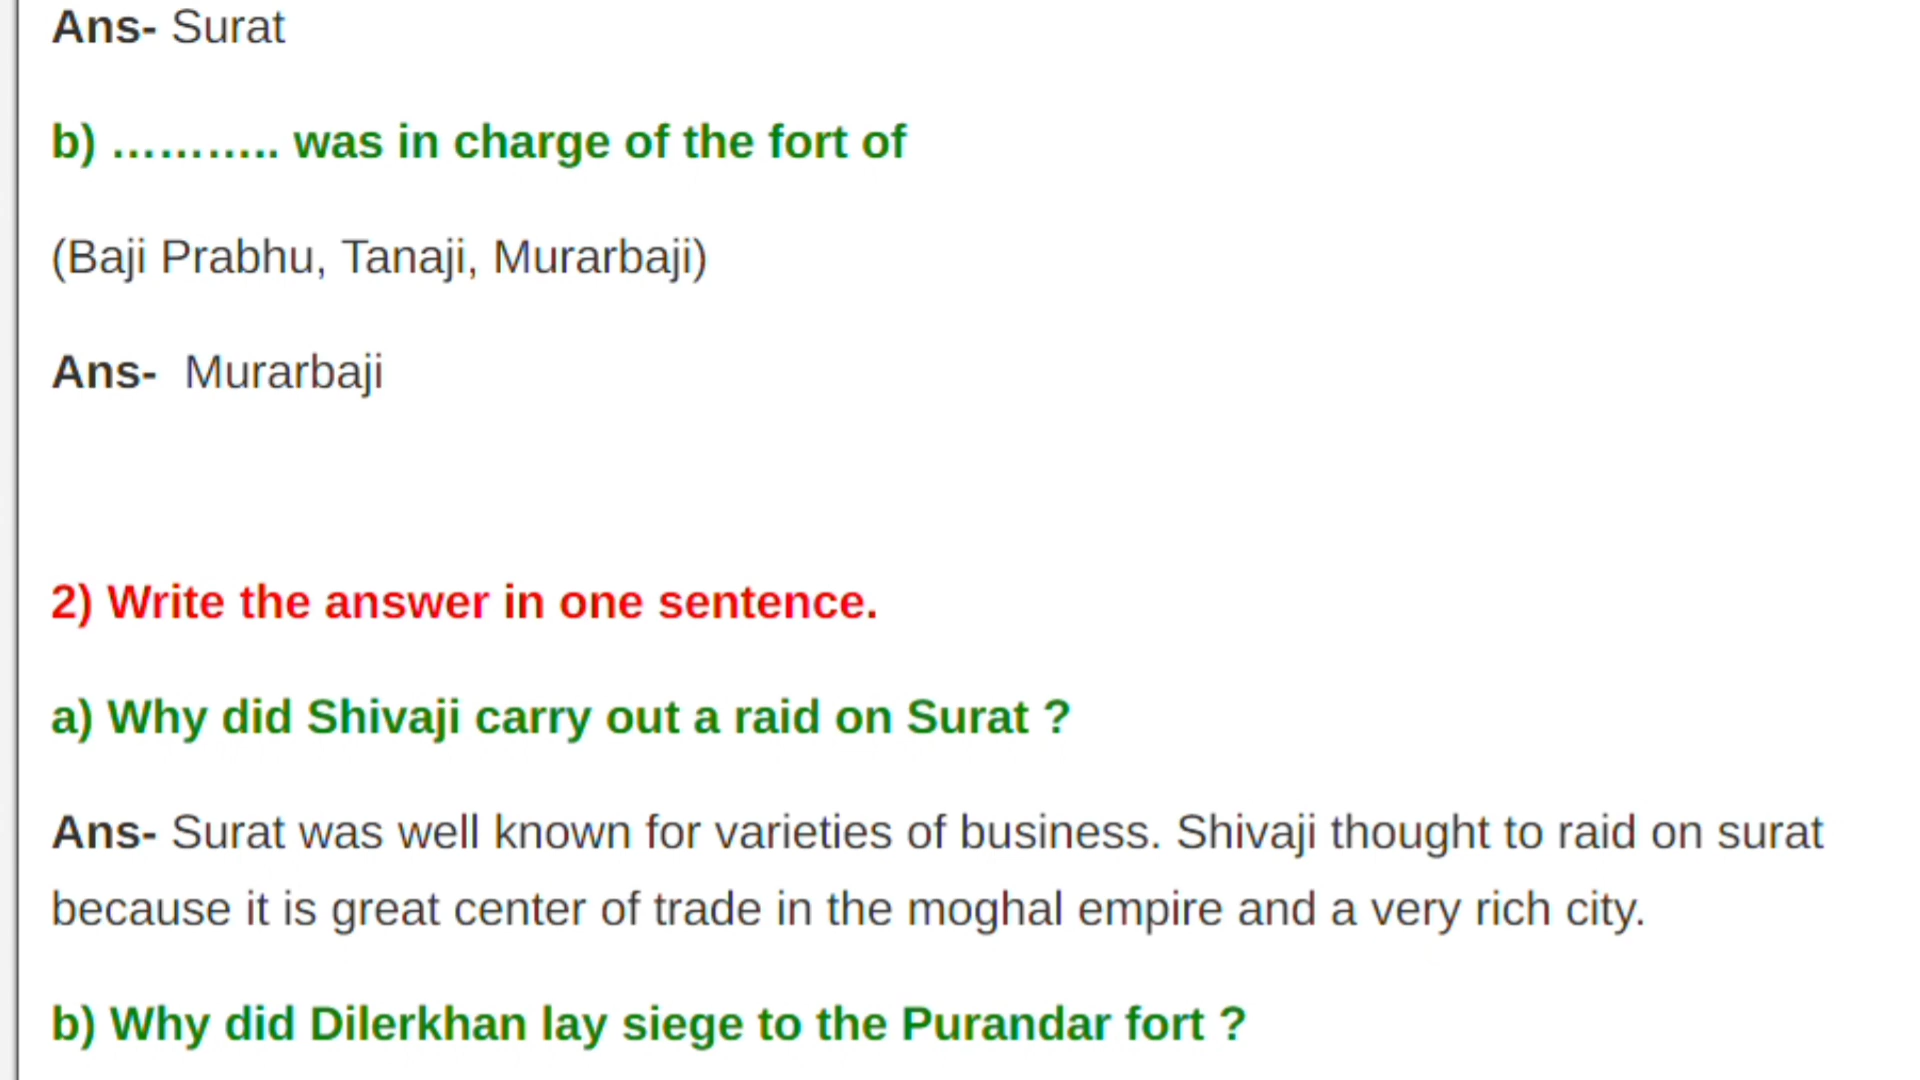 Ans- Surat
b) ……….. was in charge of the fort of
(Baji Prabhu, Tanaji, Murarbaji)
Ans-  Murarbaji
2) Write the answer in one sentence.
a) Why did Shivaji carry out a raid on Surat ?
Ans- Surat was well known for varieties of business. Shivaji thought to raid on surat
because it is great center of trade in the moghal empire and a very rich city.
b) Why did Dilerkhan lay siege to the Purandar fort ?